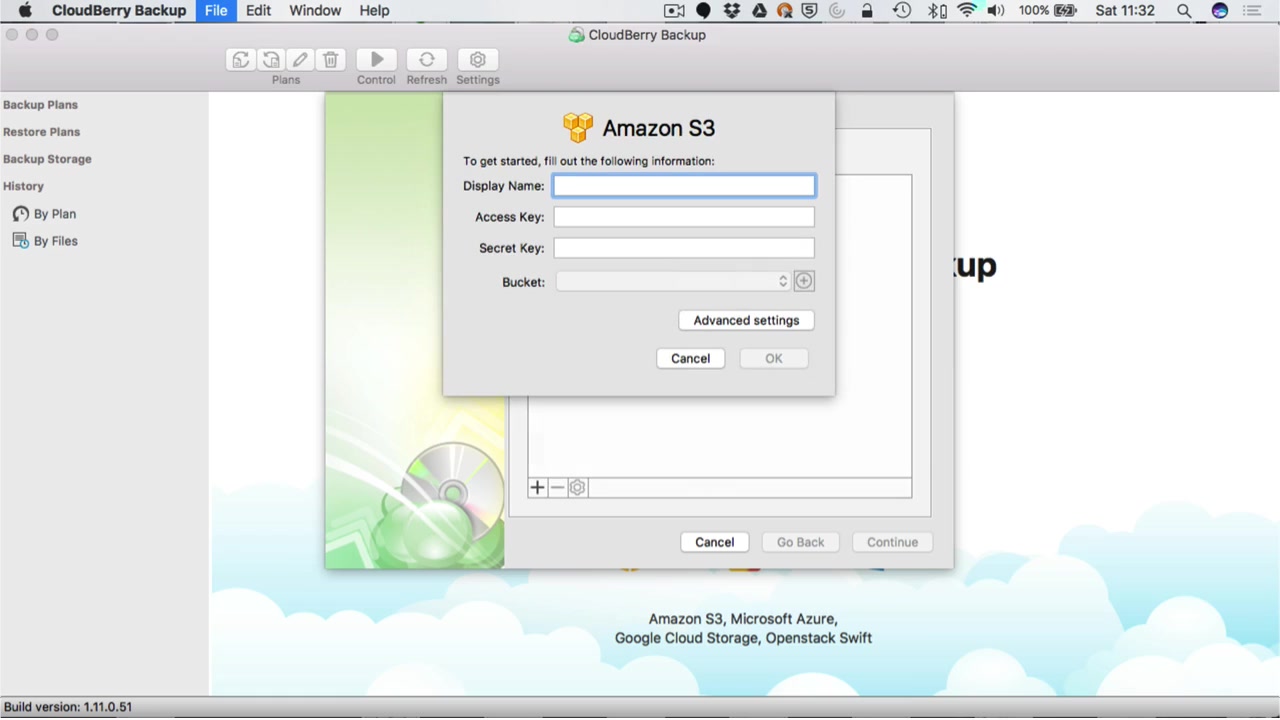 CloudBerry Backup File Edit Window Help 100% Sat 11:32
CloudBerry Backup
Plans Control Refresh Settings
Backup Plans
Restore Plans
Backup Storage
History
By Plan
By Files
Amazon S3
To get started, fill out the following information:
Display Name:
Access Key:
Secret Key:
Bucket:
Advanced settings
Cancel OK
kup
Cancel Go Back Continue
Amazon S3, Microsoft Azure,
Google Cloud Storage, Openstack Swift
Build version: 1.11.0.51